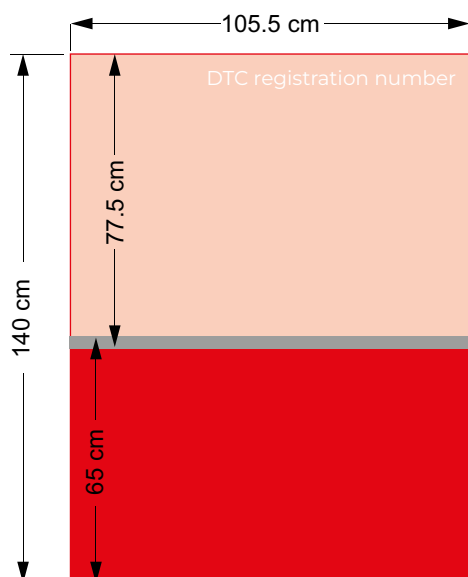 105.5 cm
DTC registration number
77.5 cm
140 cm
65 cm